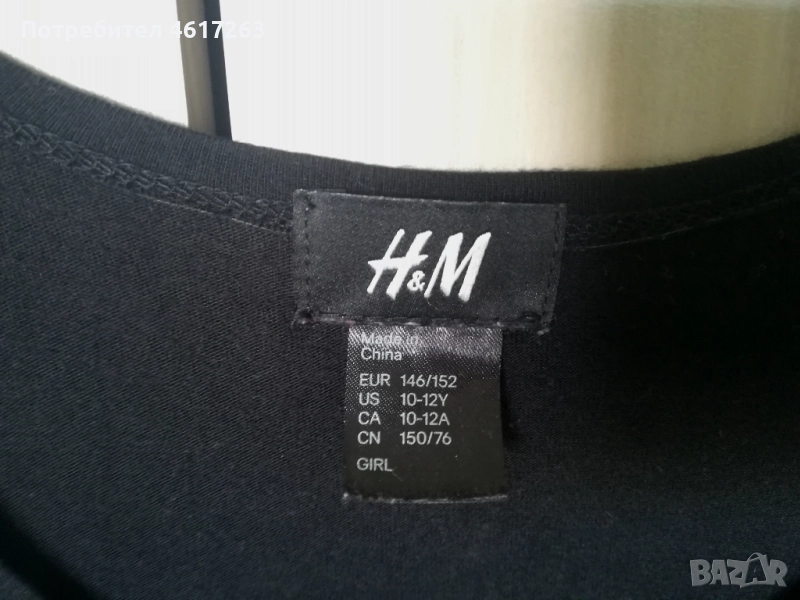 Потребител 4617263
H&M
Made in
China
EUR 146/152
US 10-12Y
CA 10-12A
CN 150/76
GIRL
BAZAR